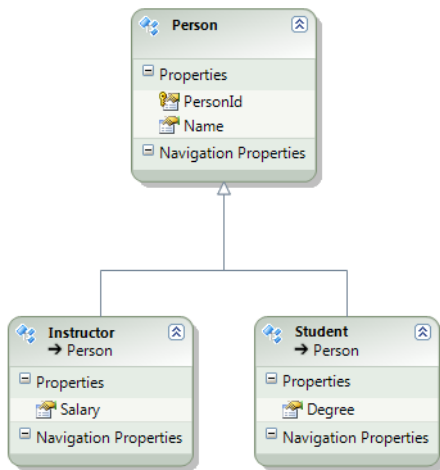 Person
Properties
PersonId
Name
Navigation Properties
Instructor
→ Person
Properties
Salary
Navigation Properties
Student
→ Person
Properties
Degree
Navigation Properties